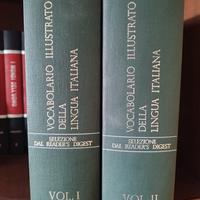 VOCABOLARIO ILLUSTRATO
DELLA
LINGUA ITALIANA
SELEZIONE
DAL READER'S DIGEST
VOL. I
VOCABOLARIO ILLUSTRATO
DELLA
LINGUA ITALIANA
SELEZIONE
DAL READER'S DIGEST
VOL. II